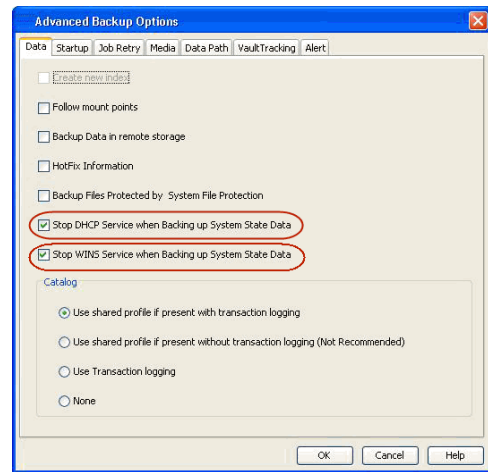 Advanced Backup Options
Data Startup Job Retry Media Data Path VaultTracking Alert
Create new index
Follow mount points
Backup Data in remote storage
HotFix Information
Backup Files Protected by System File Protection
Stop DHCP Service when Backing up System State Data
Stop WINS Service when Backing up System State Data
Catalog
Use shared profile if present with transaction logging
Use shared profile if present without transaction logging (Not Recommended)
Use Transaction logging
None
OK Cancel Help